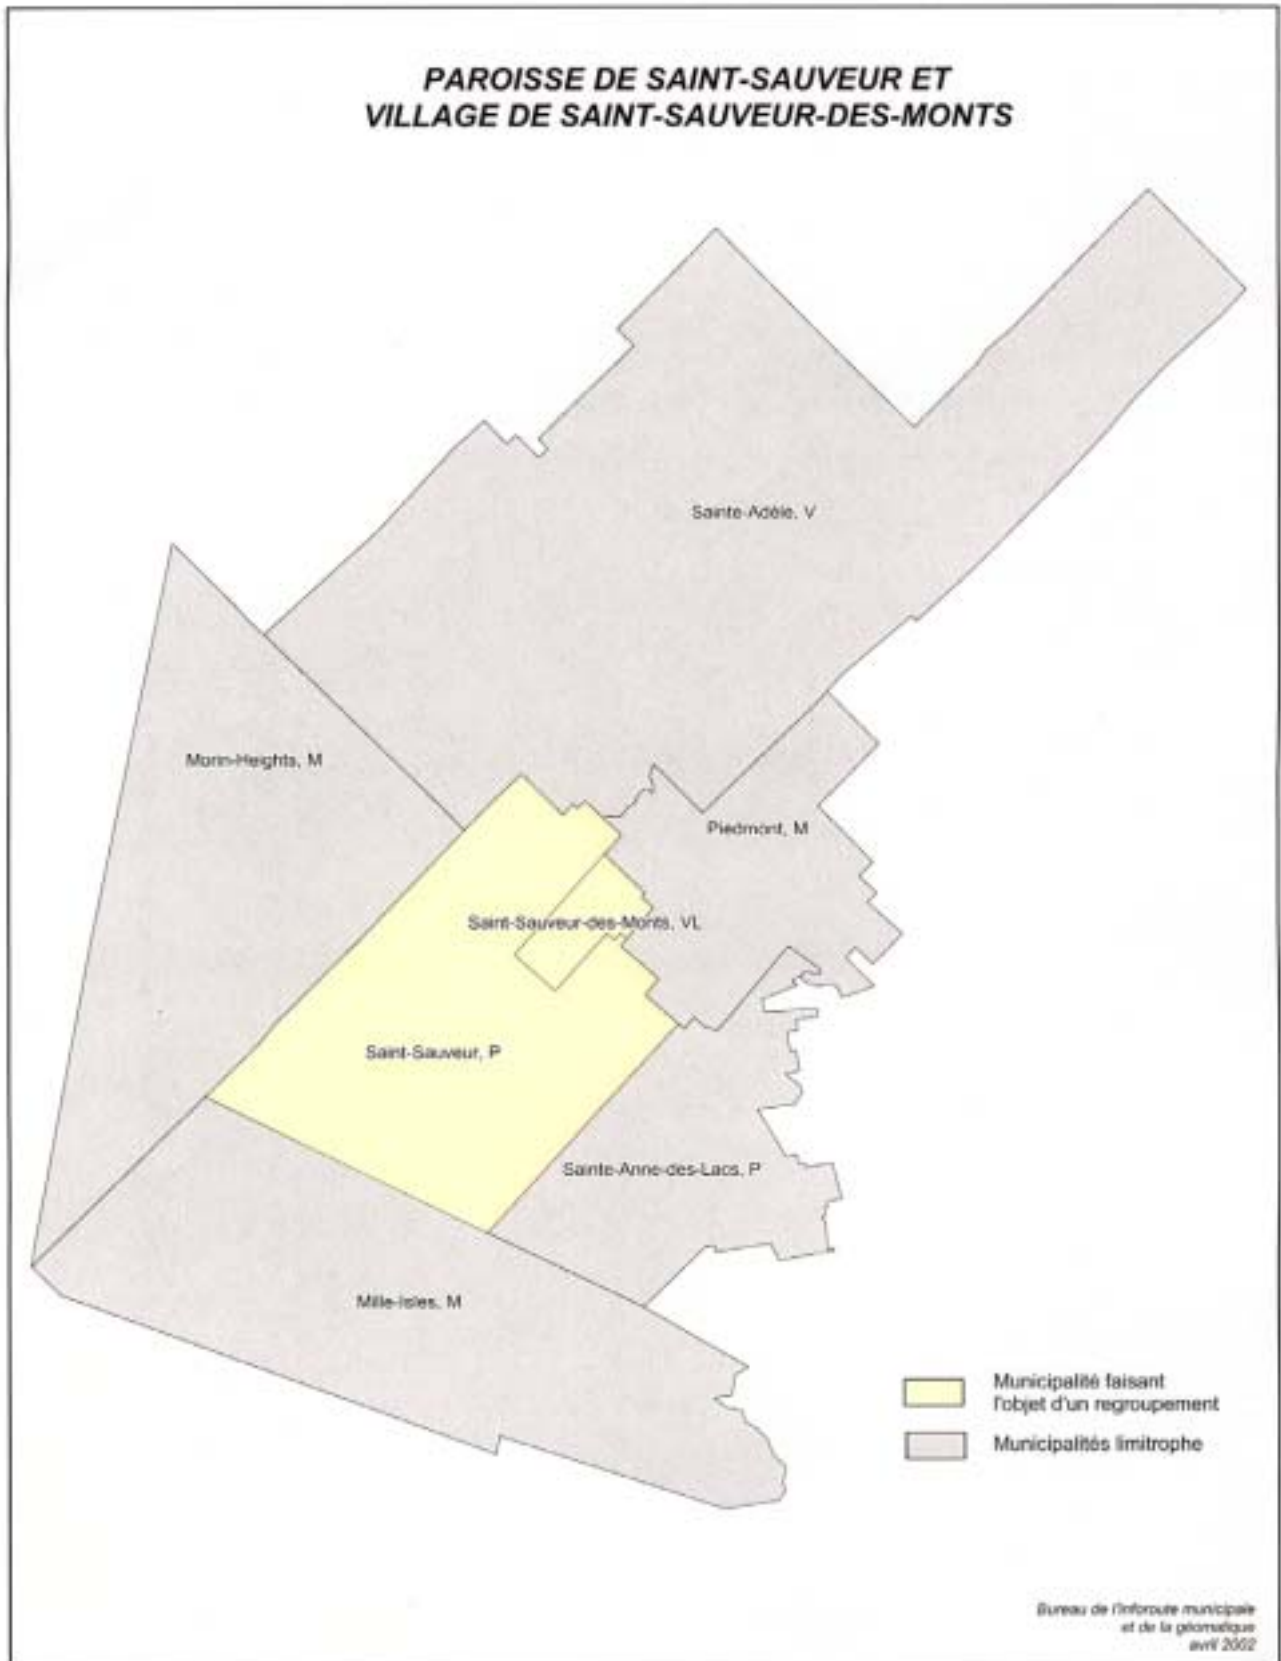 PAROISSE DE SAINT-SAUVEUR ET
VILLAGE DE SAINT-SAUVEUR-DES-MONTS
Sainte-Adèle, V
Morin-Heights, M
Piedmont, M
Saint-Sauveur-des-Monts, VL
Saint-Sauveur, P
Sainte-Anne-des-Lacs, P
Mille-Isles, M
Municipalité faisant
l'objet d'un regroupement
Municipalités limitrophe
Bureau de l'Inforoute municipale
et de la géomatique
avril 2002